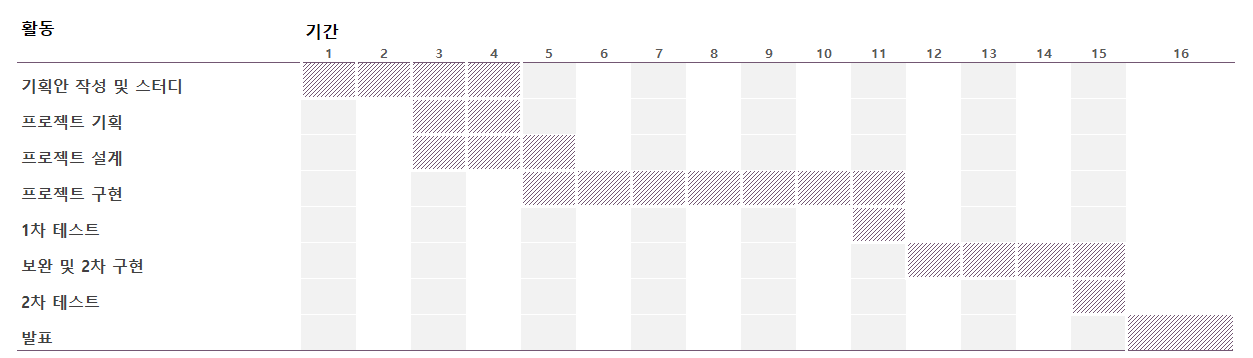 활동
기간
1 2 3 4 5 6 7 8 9 10 11 12 13 14 15 16
기획안 작성 및 스터디
프로젝트 기획
프로젝트 설계
프로젝트 구현
1차 테스트
보완 및 2차 구현
2차 테스트
발표